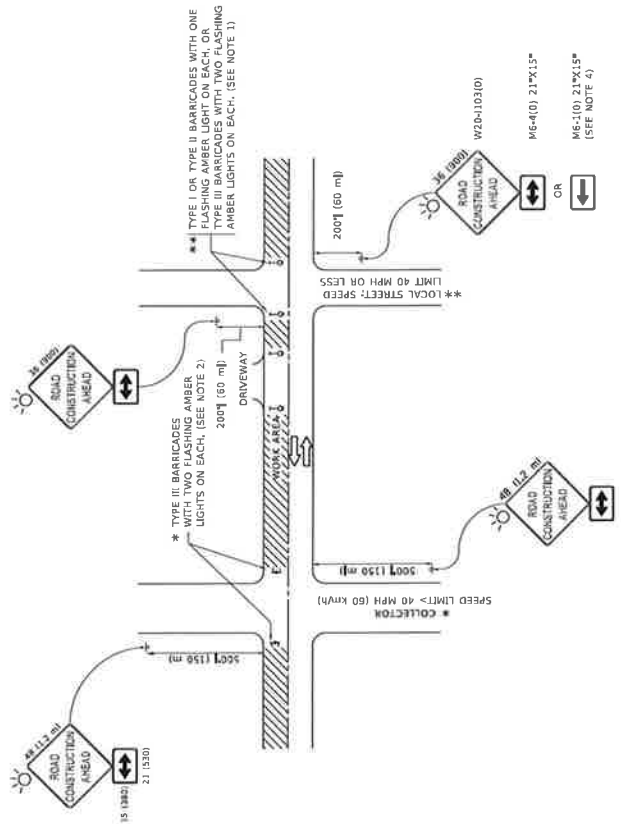 * * TYPE I OR TYPE II BARRICADES WITH ONE
FLASHING AMBER LIGHT ON EACH, OR
TYPE III BARRICADES WITH TWO FLASHING
AMBER LIGHTS ON EACH. (SEE NOTE 1)
36 (900)
ROAD
CONSTRUCTION
AHEAD
200' (60 m)
DRIVEWAY
* TYPE III BARRICADES
WITH TWO FLASHING AMBER
LIGHTS ON EACH. (SEE NOTE 2)
WORK AREA
48 (1.2 m)
ROAD
CONSTRUCTION
AHEAD
15 (380)
21 (530)
500' (150 m)
* COLLECTOR
SPEED LIMIT > 40 MPH (60 km/h)
500' (150 m)
48 (1.2 m)
ROAD
CONSTRUCTION
AHEAD
** LOCAL STREET: SPEED
LIMIT 40 MPH OR LESS
200' (60 m)
36 (900)
ROAD
CONSTRUCTION
AHEAD
W20-I103(O)
M6-4(O) 21"X15"
OR
M6-1(O) 21"X15"
(SEE NOTE 4)